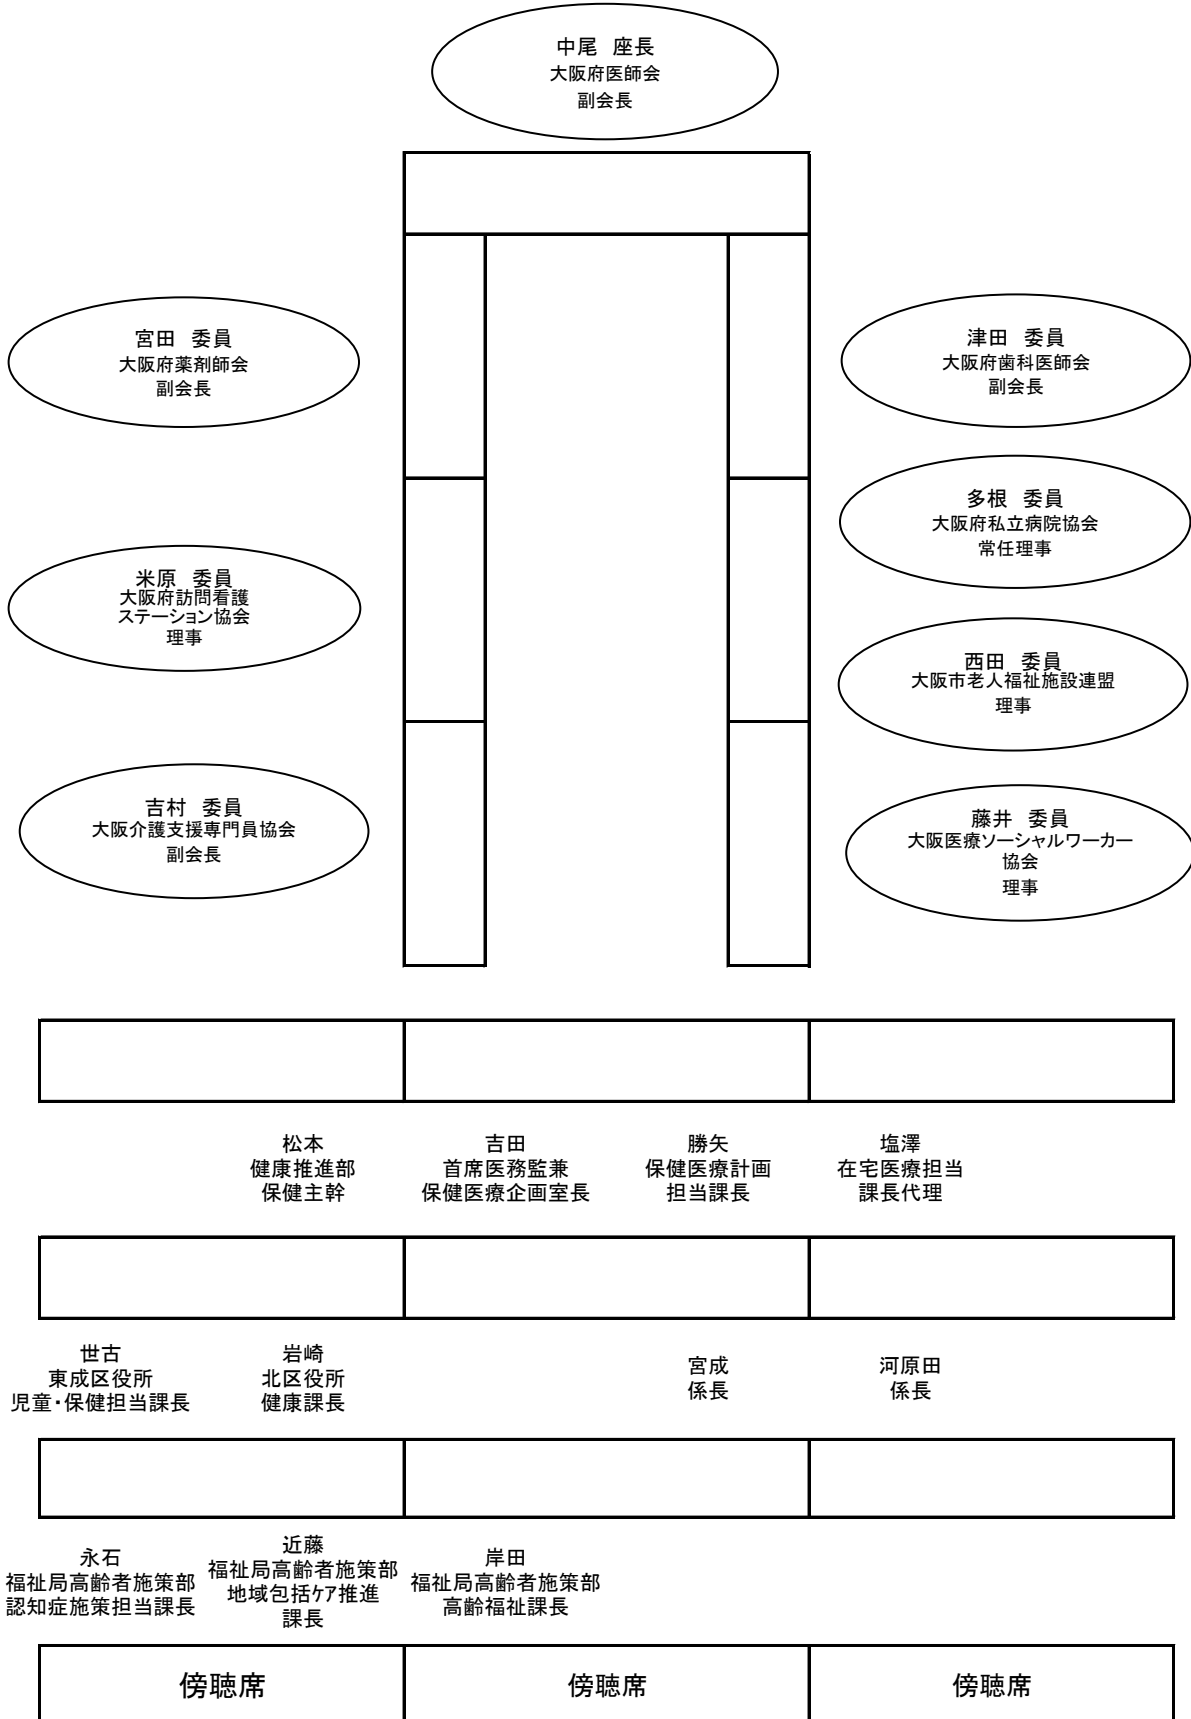 中尾　座長
大阪府医師会
副会長
宮田　委員
大阪府薬剤師会
副会長
津田　委員
大阪府歯科医師会
副会長
多根　委員
大阪府私立病院協会
常任理事
米原　委員
大阪府訪問看護
ステーション協会
理事
西田　委員
大阪市老人福祉施設連盟
理事
吉村　委員
大阪介護支援専門員協会
副会長
藤井　委員
大阪医療ソーシャルワーカー
協会
理事
松本
健康推進部
保健主幹
吉田
首席医務監兼
保健医療企画室長
勝矢
保健医療計画
担当課長
塩澤
在宅医療担当
課長代理
世古
東成区役所
児童・保健担当課長
岩崎
北区役所
健康課長
宮成
係長
河原田
係長
永石
福祉局高齢者施策部
認知症施策担当課長
近藤
福祉局高齢者施策部
地域包括ケア推進
課長
岸田
福祉局高齢者施策部
高齢福祉課長
傍聴席
傍聴席
傍聴席